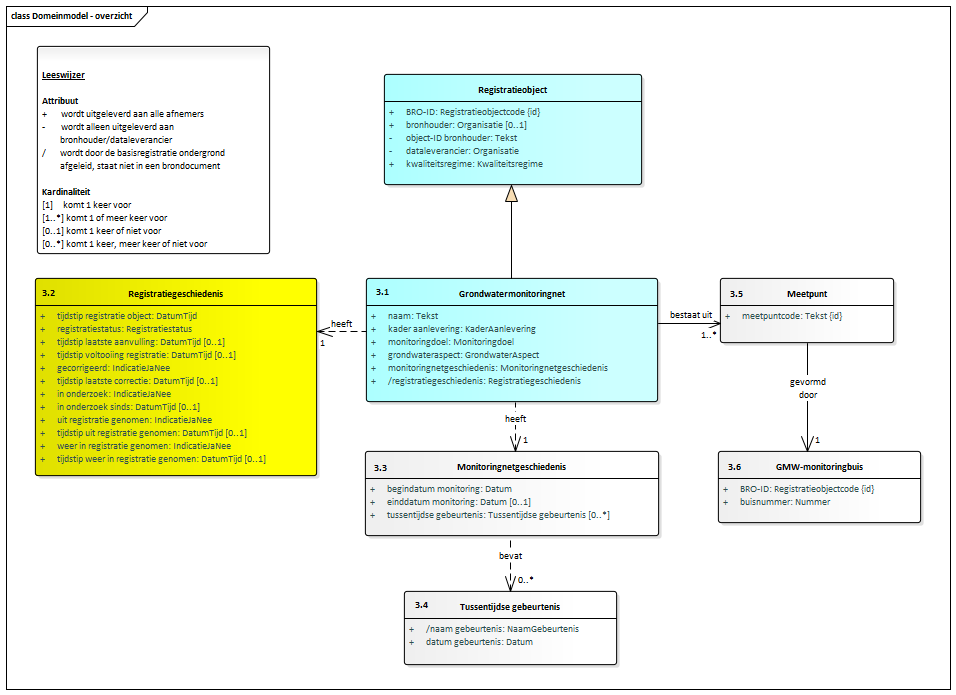 class Domeinmodel - overzicht
Leeswijzer
Attribuut
+ wordt uitgeleverd aan alle afnemers
- wordt alleen uitgeleverd aan
bronhouder/dataleverancier
/ wordt door de basisregistratie ondergrond
afgeleid, staat niet in een brondocument
Kardinaliteit
[1] komt 1 keer voor
[1..*] komt 1 of meer keer voor
[0..1] komt 1 keer of niet voor
[0..*] komt 1 keer, meer keer of niet voor
Registratieobject
+ BRO-ID: Registratieobjectcode {id}
+ bronhouder: Organisatie [0..1]
- object-ID bronhouder: Tekst
- dataleverancier: Organisatie
+ kwaliteitsregime: Kwaliteitsregime
3.2 Registratiegeschiedenis
+ tijdstip registratie object: DatumTijd
+ registratiestatus: Registratiestatus
+ tijdstip laatste aanvulling: DatumTijd [0..1]
+ tijdstip voltooiing registratie: DatumTijd [0..1]
+ gecorrigeerd: IndicatieJaNee
+ tijdstip laatste correctie: DatumTijd [0..1]
+ in onderzoek: IndicatieJaNee
+ in onderzoek sinds: DatumTijd [0..1]
+ uit registratie genomen: IndicatieJaNee
+ tijdstip uit registratie genomen: DatumTijd [0..1]
+ weer in registratie genomen: IndicatieJaNee
+ tijdstip weer in registratie genomen: DatumTijd [0..1]
heeft
1
3.1 Grondwatermonitoringnet
+ naam: Tekst
+ kader aanlevering: KaderAanlevering
+ monitoringdoel: Monitoringdoel
+ grondwateraspect: GrondwaterAspect
+ monitoringnetgeschiedenis: Monitoringnetgeschiedenis
+ /registratiegeschiedenis: Registratiegeschiedenis
bestaat uit
1..*
3.5 Meetpunt
+ meetpuntcode: Tekst {id}
gevormd
door
1
heeft
1
3.3 Monitoringnetgeschiedenis
+ begindatum monitoring: Datum
+ einddatum monitoring: Datum [0..1]
+ tussentijdse gebeurtenis: Tussentijdse gebeurtenis [0..*]
3.6 GMW-monitoringbuis
+ BRO-ID: Registratieobjectcode {id}
+ buisnummer: Nummer
bevat
0..*
3.4 Tussentijdse gebeurtenis
+ /naam gebeurtenis: NaamGebeurtenis
+ datum gebeurtenis: Datum